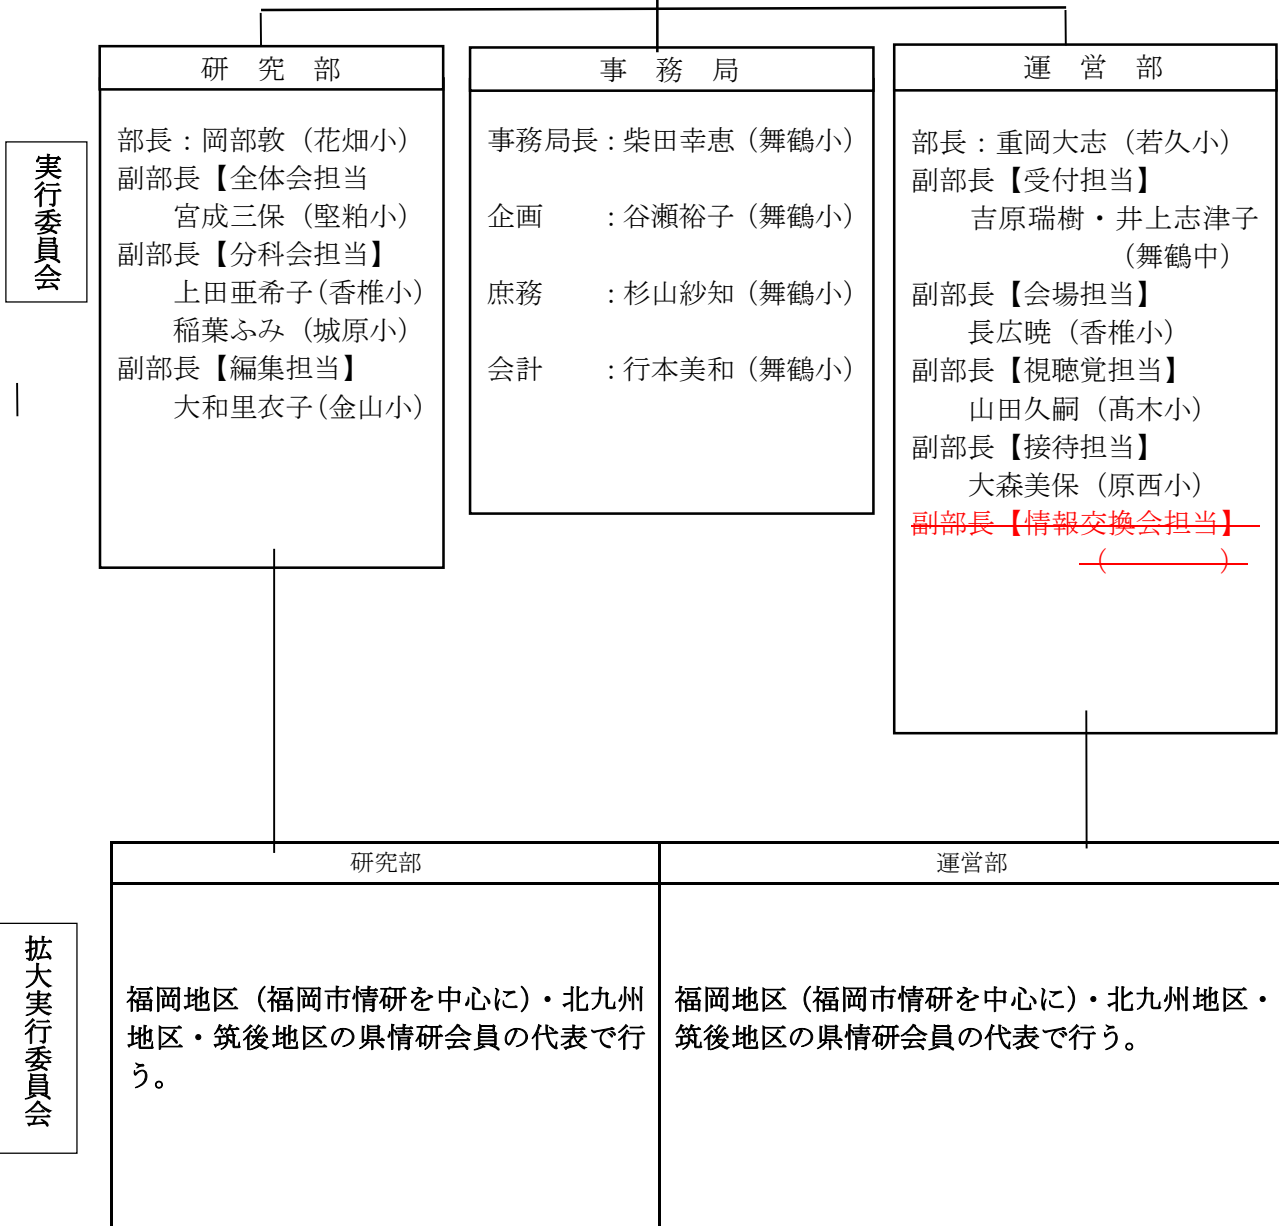 研　究　部
部長：岡部敦（花畑小）
副部長【全体会担当
宮成三保（堅粕小）
副部長【分科会担当】
上田亜希子（香椎小）
稲葉ふみ（城原小）
副部長【編集担当】
大和里衣子（金山小）
事　務　局
事務局長：柴田幸恵（舞鶴小）
企画　　：谷瀬裕子（舞鶴小）
庶務　　：杉山紗知（舞鶴小）
会計　　：行本美和（舞鶴小）
運　営　部
部長：重岡大志（若久小）
副部長【受付担当】
吉原瑞樹・井上志津子
（舞鶴中）
副部長【会場担当】
長広暁（香椎小）
副部長【視聴覚担当】
山田久嗣（髙木小）
副部長【接待担当】
大森美保（原西小）
副部長【情報交換会担当】
（　　　　）
実行委員会
研究部
運営部
拡大実行委員会
福岡地区（福岡市情研を中心に）・北九州
地区・筑後地区の県情研会員の代表で行
う。
福岡地区（福岡市情研を中心に）・北九州地区・
筑後地区の県情研会員の代表で行う。